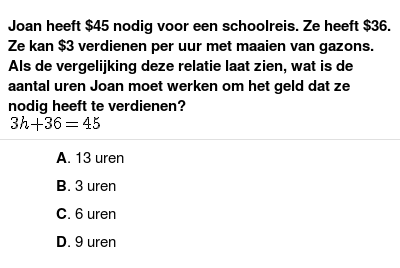 Joan heeft $45 nodig voor een schoolreis. Ze heeft $36.
Ze kan $3 verdienen per uur met maaien van gazons.
Als de vergelijking deze relatie laat zien, wat is de
aantal uren Joan moet werken om het geld dat ze
nodig heeft te verdienen?
3h+36=45
A. 13 uren
B. 3 uren
C. 6 uren
D. 9 uren